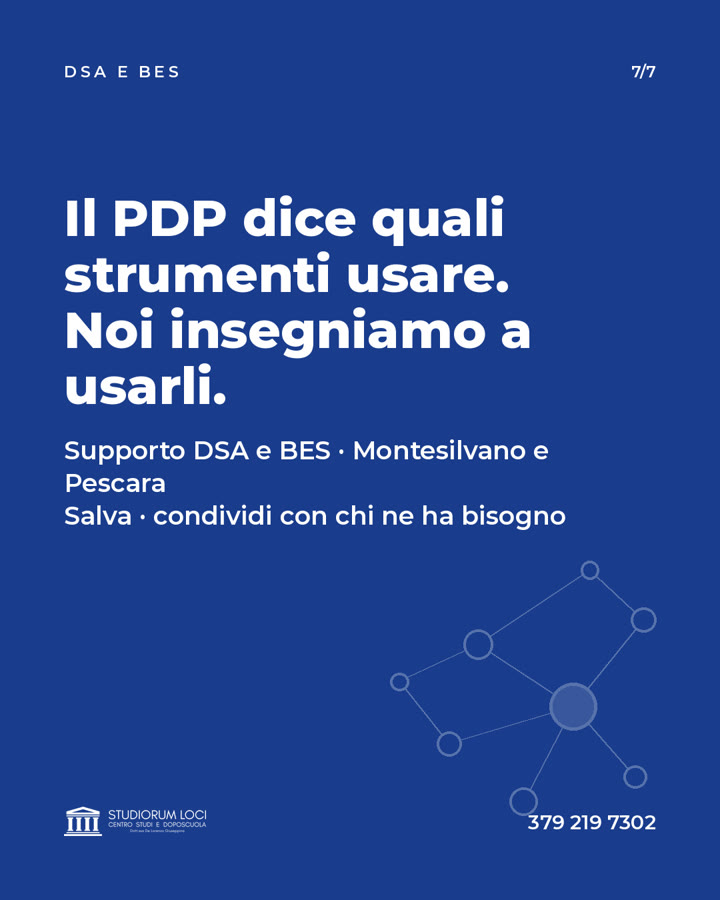 DSA E BES
7/7
Il PDP dice quali
strumenti usare.
Noi insegniamo a
usarli.
Supporto DSA e BES · Montesilvano e
Pescara
Salva · condividi con chi ne ha bisogno
STUDIORUM LOCI
CENTRO STUDI E DOPOSCUOLA
379 219 7302